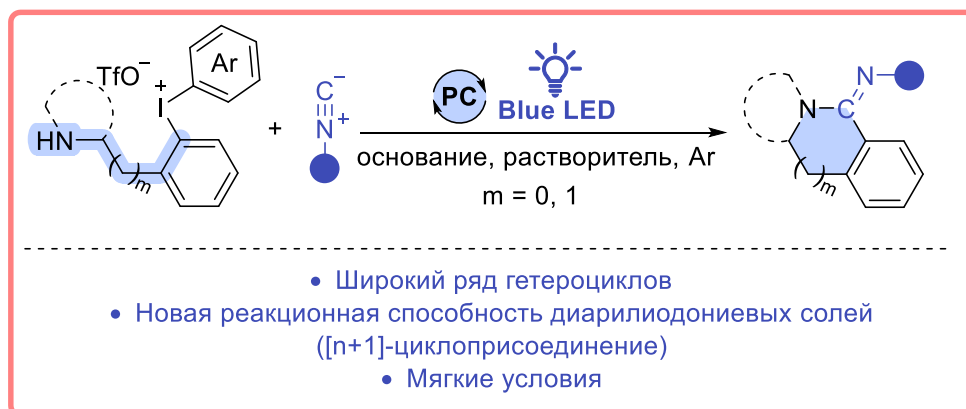 Ar
TfO⁻
I⁺
HN
m
+
C⁻
N⁺
PC
Blue LED
основание, растворитель, Ar
m = 0, 1
N
N
C
m
• Широкий ряд гетероциклов
• Новая реакционная способность диарилиодониевых солей
([n+1]-циклоприсоединение)
• Мягкие условия